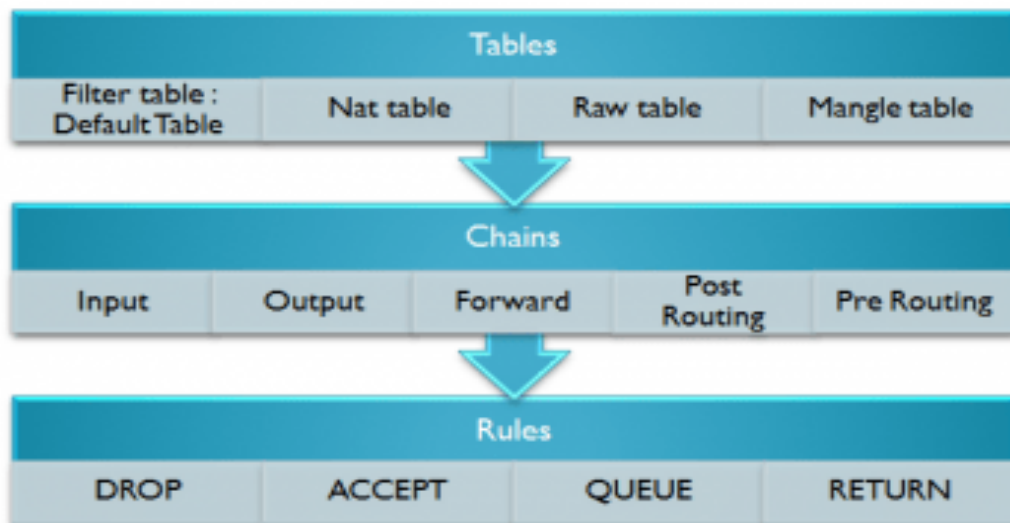 Tables
Filter table :
Default Table
Nat table
Raw table
Mangle table
Chains
Input
Output
Forward
Post
Routing
Pre Routing
Rules
DROP
ACCEPT
QUEUE
RETURN